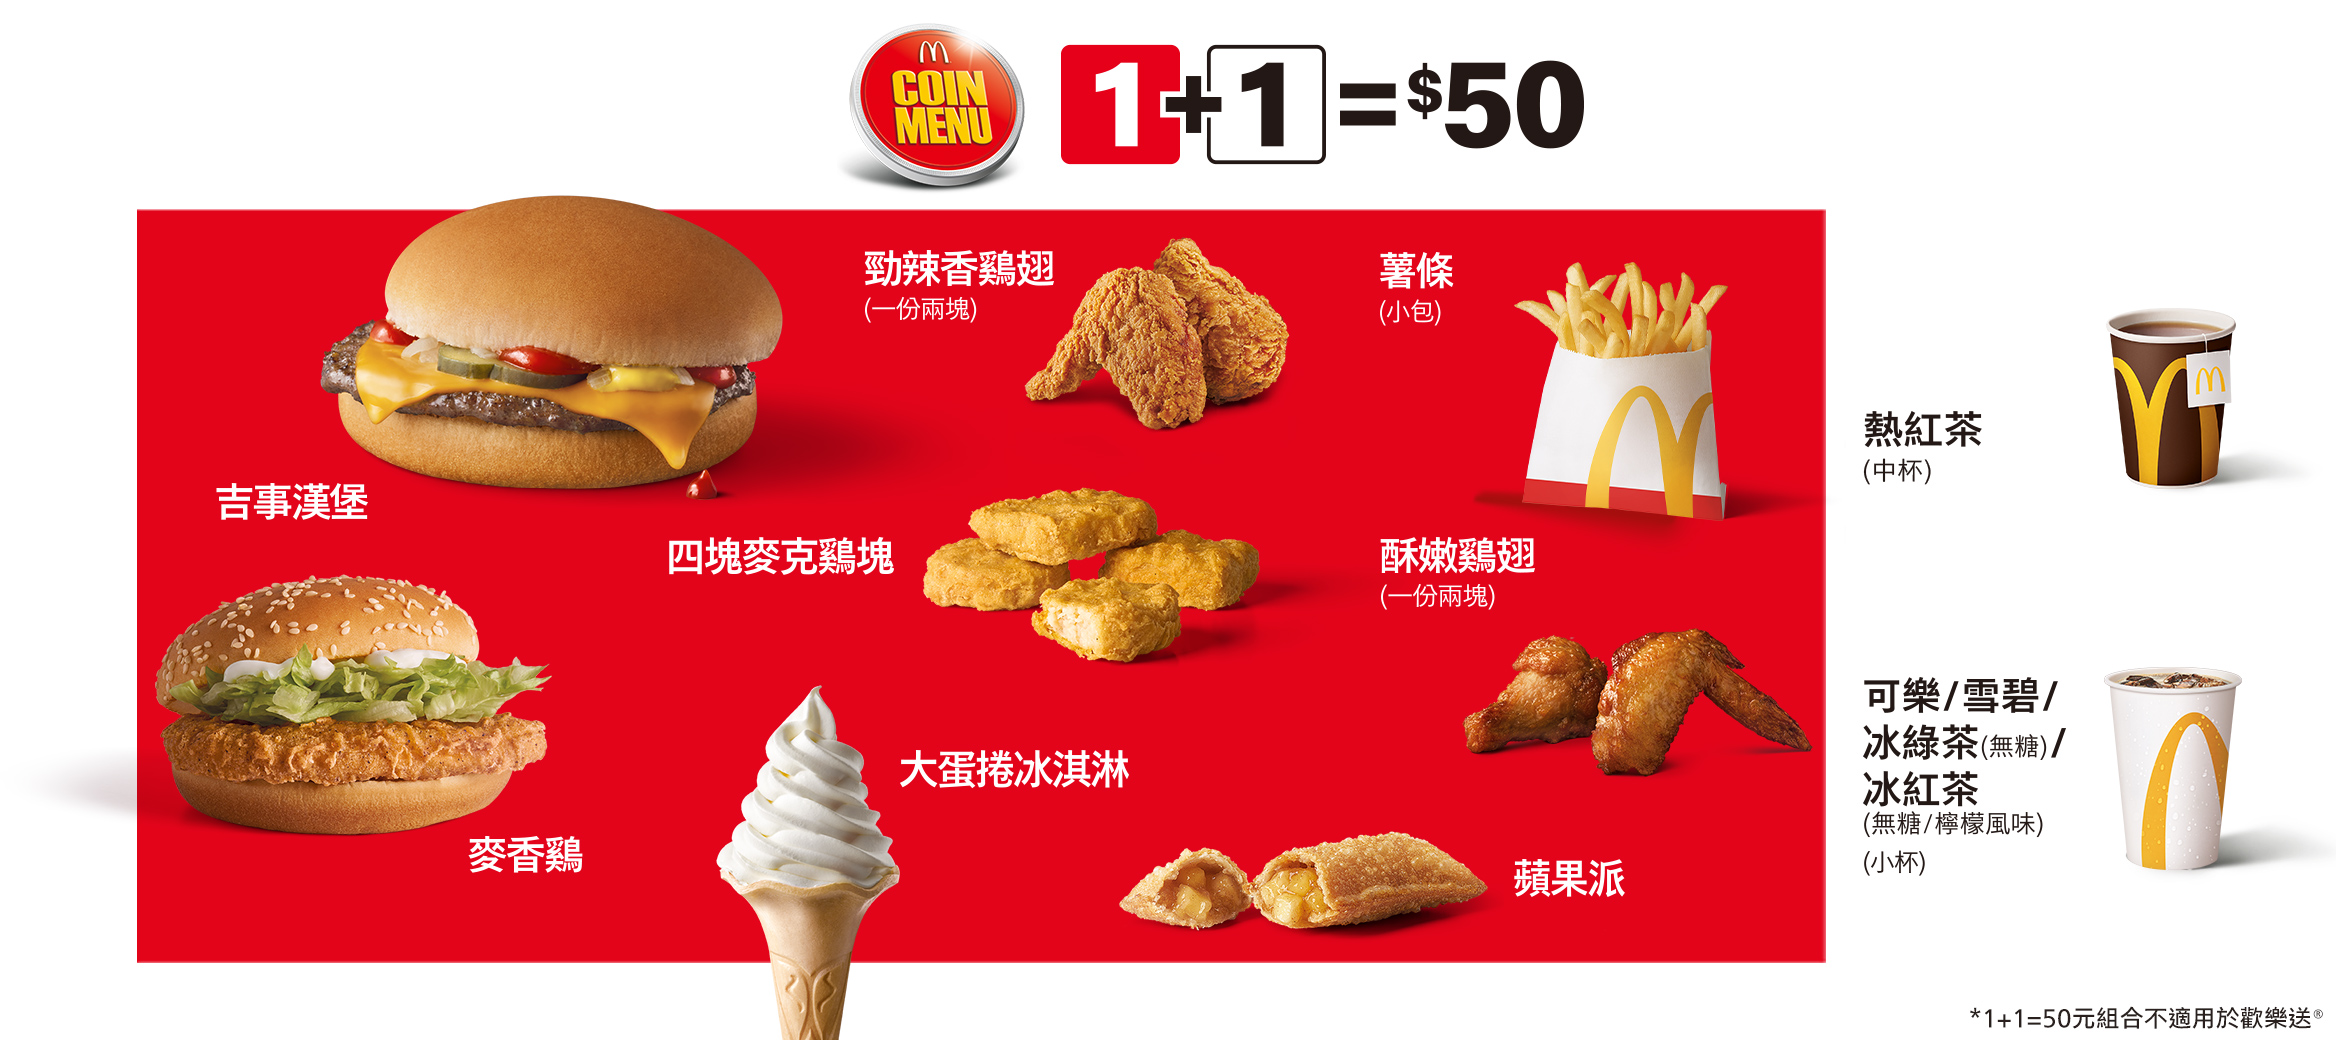 COIN
MENU
1+1=$50
勁辣香鷄翅
(一份兩塊)
薯條
(小包)
吉事漢堡
四塊麥克鷄塊
酥嫩鷄翅
(一份兩塊)
大蛋捲冰淇淋
麥香鷄
蘋果派
熱紅茶
(中杯)
可樂/雪碧/
冰綠茶(無糖)/
冰紅茶
(無糖/檸檬風味)
(小杯)
*1+1=50元組合不適用於歡樂送®